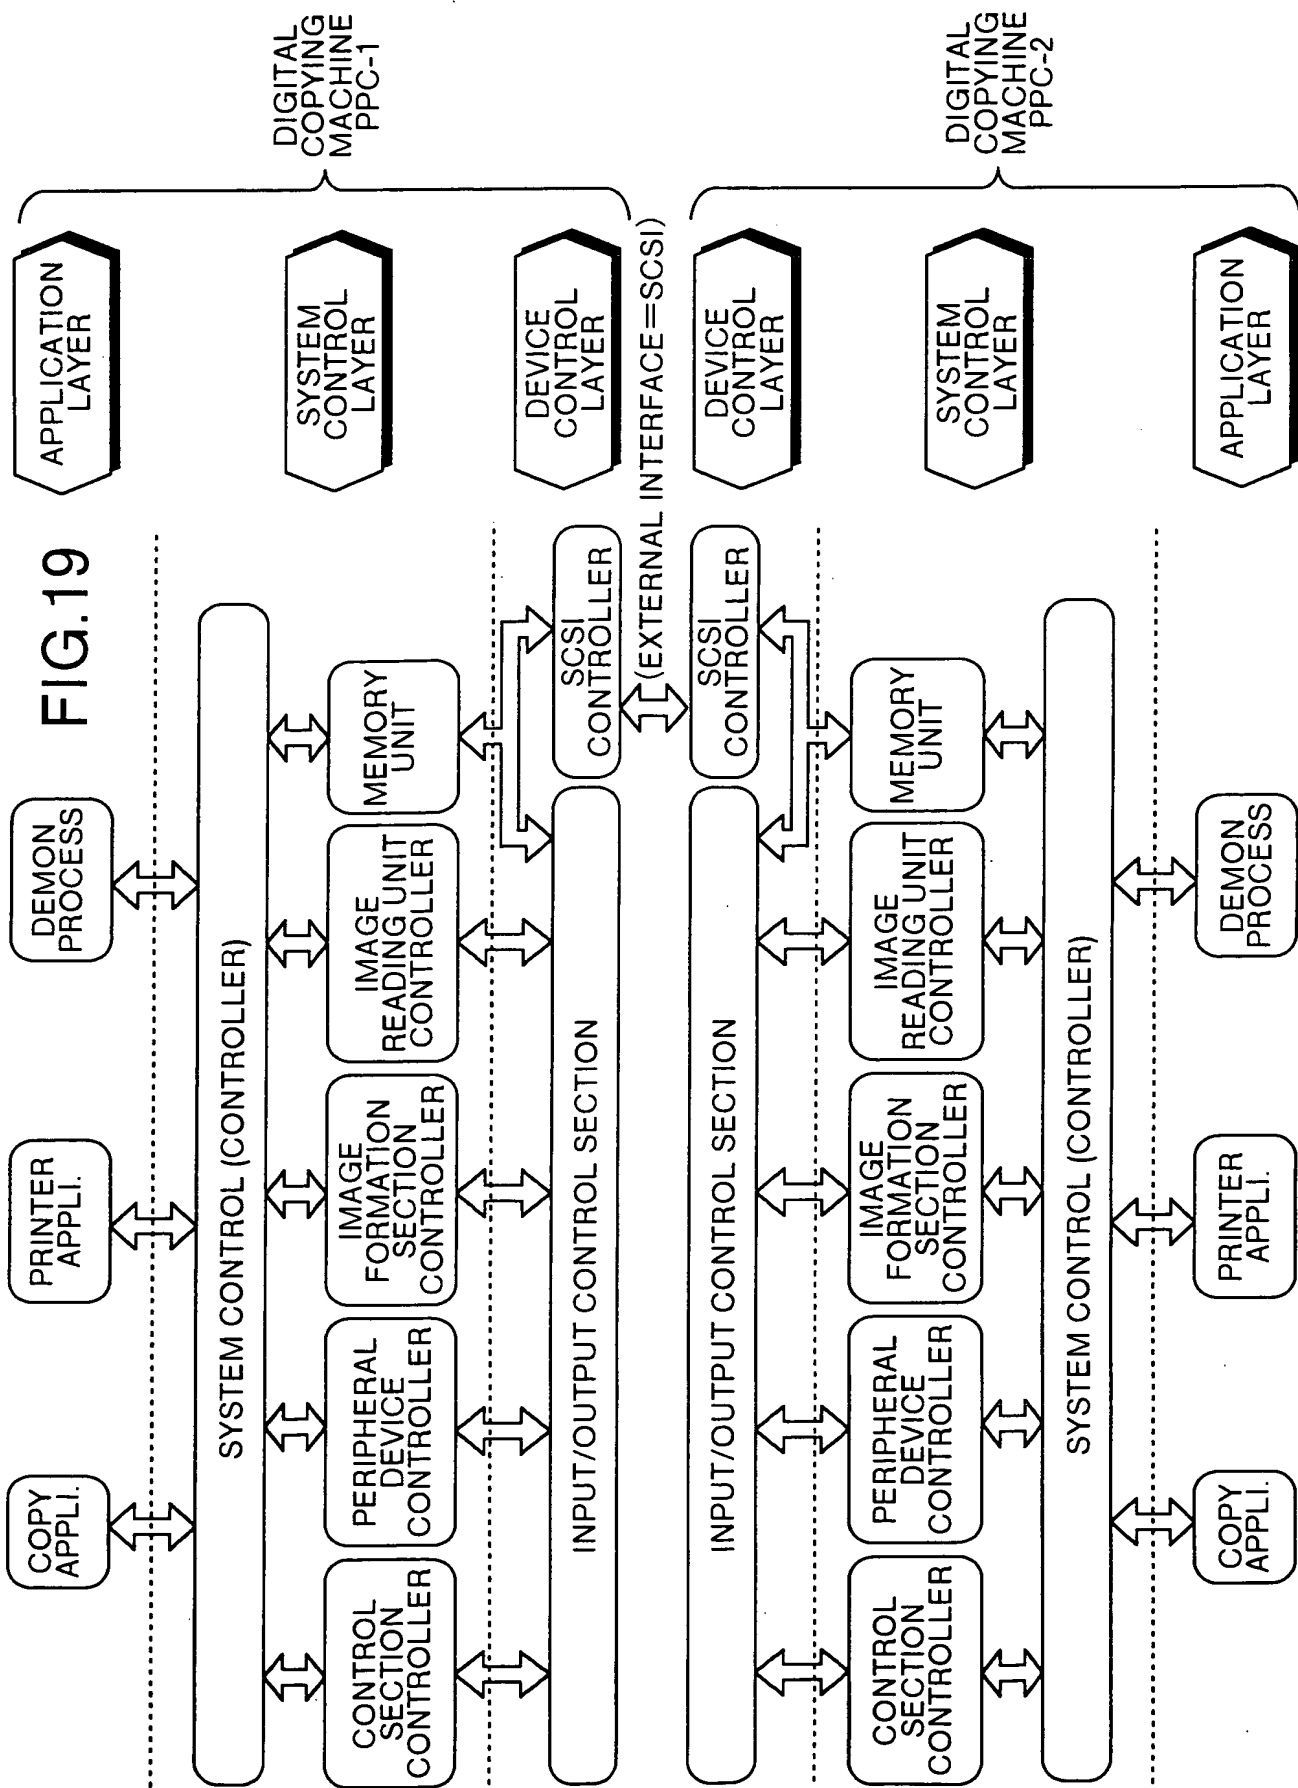 FIG.19
COPY
APPLI.
PRINTER
APPLI.
DEMON
PROCESS
APPLICATION
LAYER
SYSTEM CONTROL (CONTROLLER)
CONTROL
SECTION
CONTROLLER
PERIPHERAL
DEVICE
CONTROLLER
IMAGE
FORMATION
SECTION
CONTROLLER
IMAGE
READING UNIT
CONTROLLER
MEMORY
UNIT
SYSTEM
CONTROL
LAYER
INPUT/OUTPUT CONTROL SECTION
SCSI
CONTROLLER
DEVICE
CONTROL
LAYER
DIGITAL
COPYING
MACHINE
PPC-1
(EXTERNAL INTERFACE=SCSI)
INPUT/OUTPUT CONTROL SECTION
SCSI
CONTROLLER
DEVICE
CONTROL
LAYER
CONTROL
SECTION
CONTROLLER
PERIPHERAL
DEVICE
CONTROLLER
IMAGE
FORMATION
SECTION
CONTROLLER
IMAGE
READING UNIT
CONTROLLER
MEMORY
UNIT
SYSTEM
CONTROL
LAYER
SYSTEM CONTROL (CONTROLLER)
COPY
APPLI.
PRINTER
APPLI.
DEMON
PROCESS
APPLICATION
LAYER
DIGITAL
COPYING
MACHINE
PPC-2